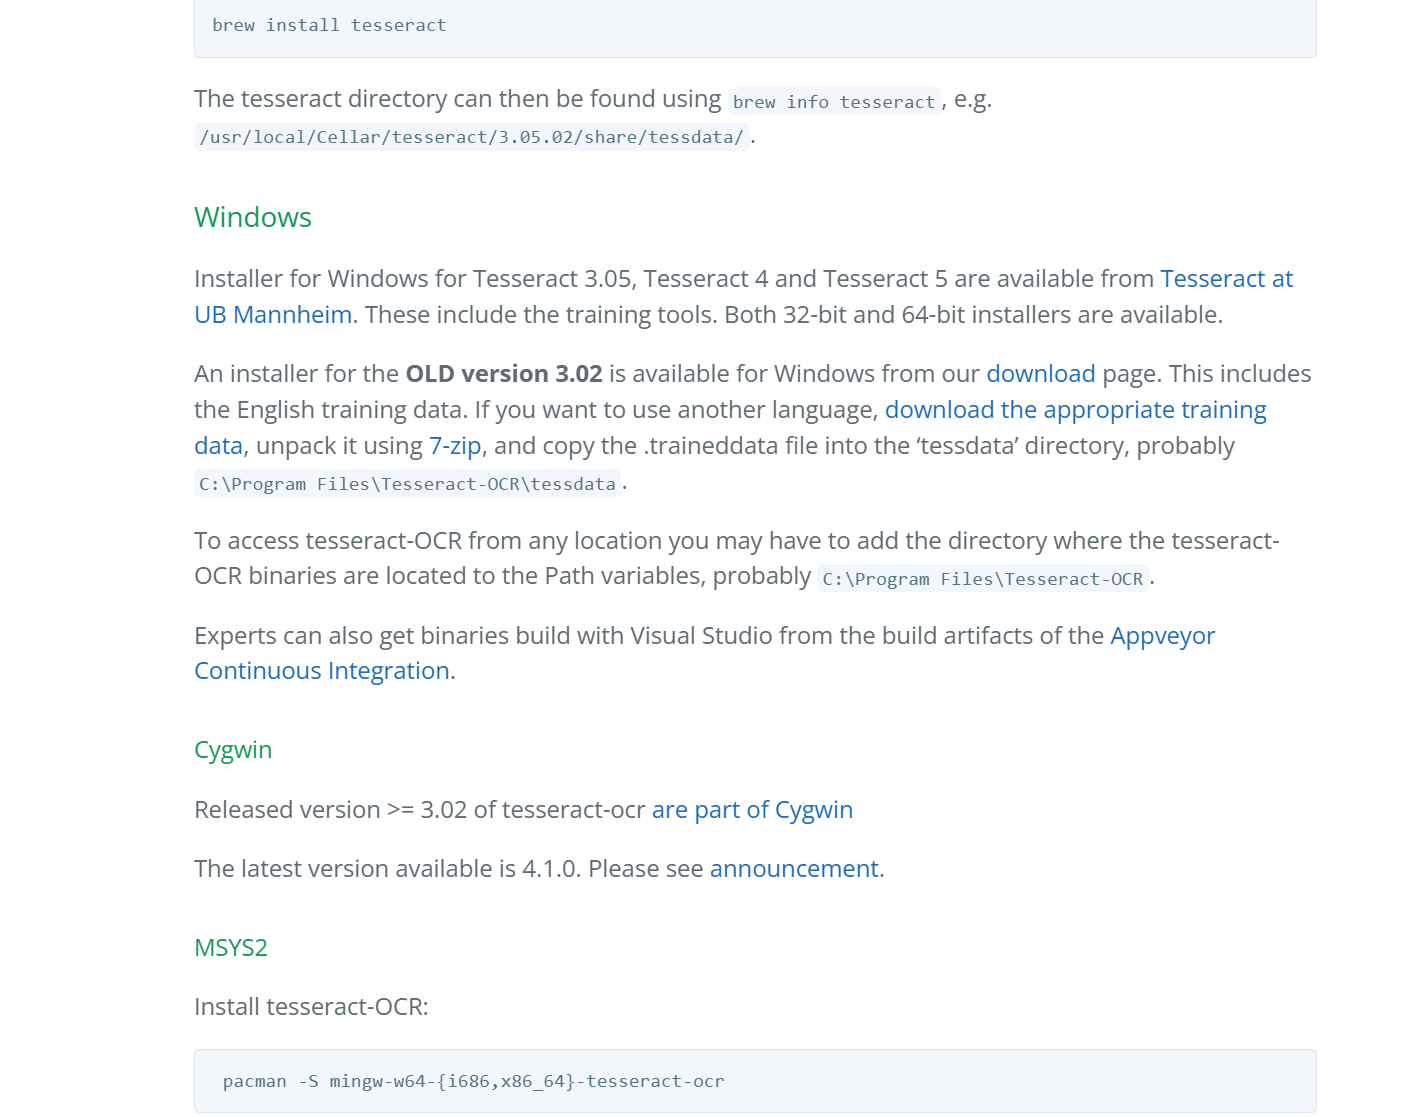 brew install tesseract
The tesseract directory can then be found using brew info tesseract, e.g.
/usr/local/Cellar/tesseract/3.05.02/share/tessdata/.
Windows
Installer for Windows for Tesseract 3.05, Tesseract 4 and Tesseract 5 are available from Tesseract at
UB Mannheim. These include the training tools. Both 32-bit and 64-bit installers are available.
An installer for the OLD version 3.02 is available for Windows from our download page. This includes
the English training data. If you want to use another language, download the appropriate training
data, unpack it using 7-zip, and copy the .traineddata file into the ‘tessdata’ directory, probably
C:\Program Files\Tesseract-OCR\tessdata.
To access tesseract-OCR from any location you may have to add the directory where the tesseract-
OCR binaries are located to the Path variables, probably C:\Program Files\Tesseract-OCR.
Experts can also get binaries build with Visual Studio from the build artifacts of the Appveyor
Continuous Integration.
Cygwin
Released version >= 3.02 of tesseract-ocr are part of Cygwin
The latest version available is 4.1.0. Please see announcement.
MSYS2
Install tesseract-OCR:
pacman -S mingw-w64-{i686,x86_64}-tesseract-ocr